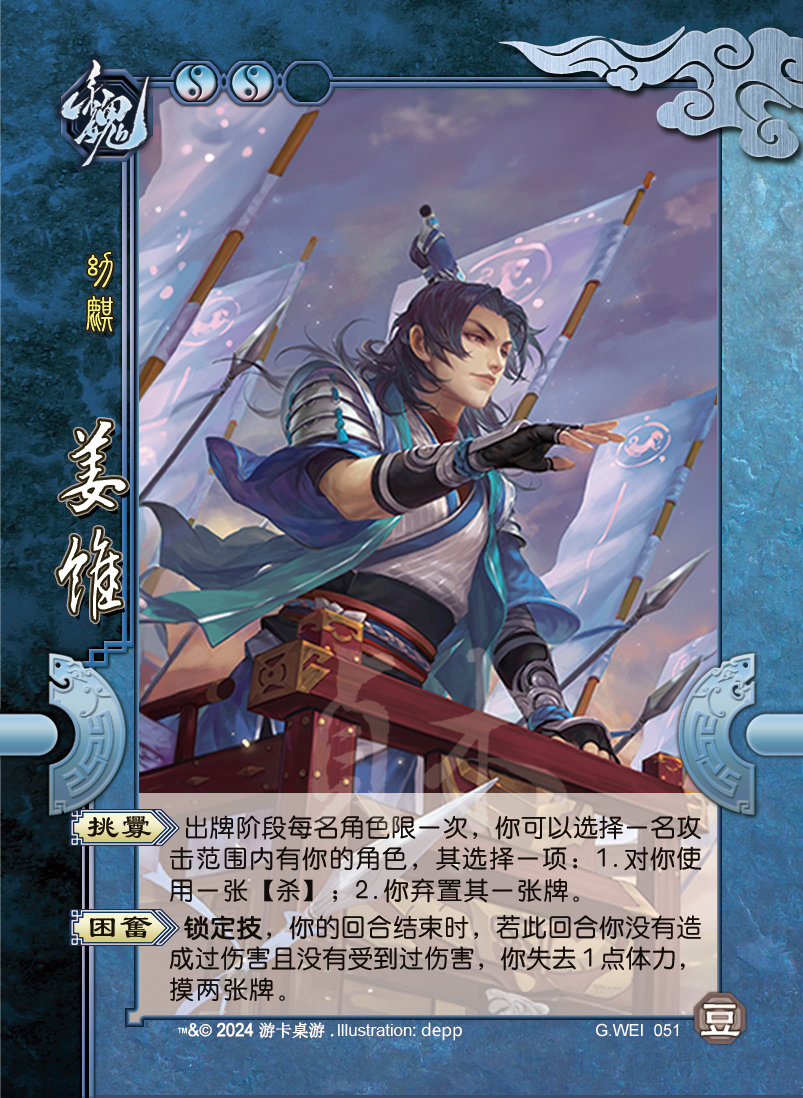 魏
幼麒
姜维
挑衅 出牌阶段每名角色限一次，你可以选择一名攻
击范围内有你的角色，其选择一项：1.对你使
用一张【杀】；2.你弃置其一张牌。
困奮 锁定技，你的回合结束时，若此回合你没有造
成过伤害且没有受到过伤害，你失去1点体力，
摸两张牌。
™&© 2024 游卡桌游 .Illustration: depp
G.WEI 051
豆